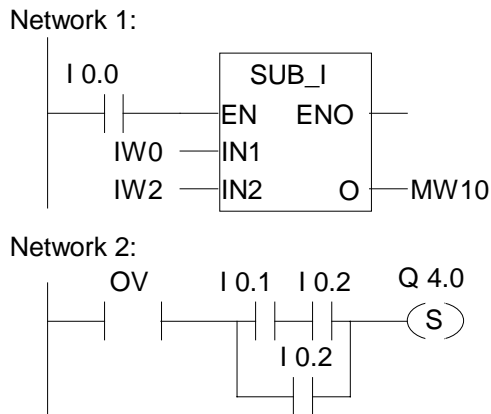 Network 1:
I 0.0
SUB_I
EN ENO
IW0 IN1
IW2 IN2 O MW10
Network 2:
OV I 0.1 I 0.2 Q 4.0
S
I 0.2